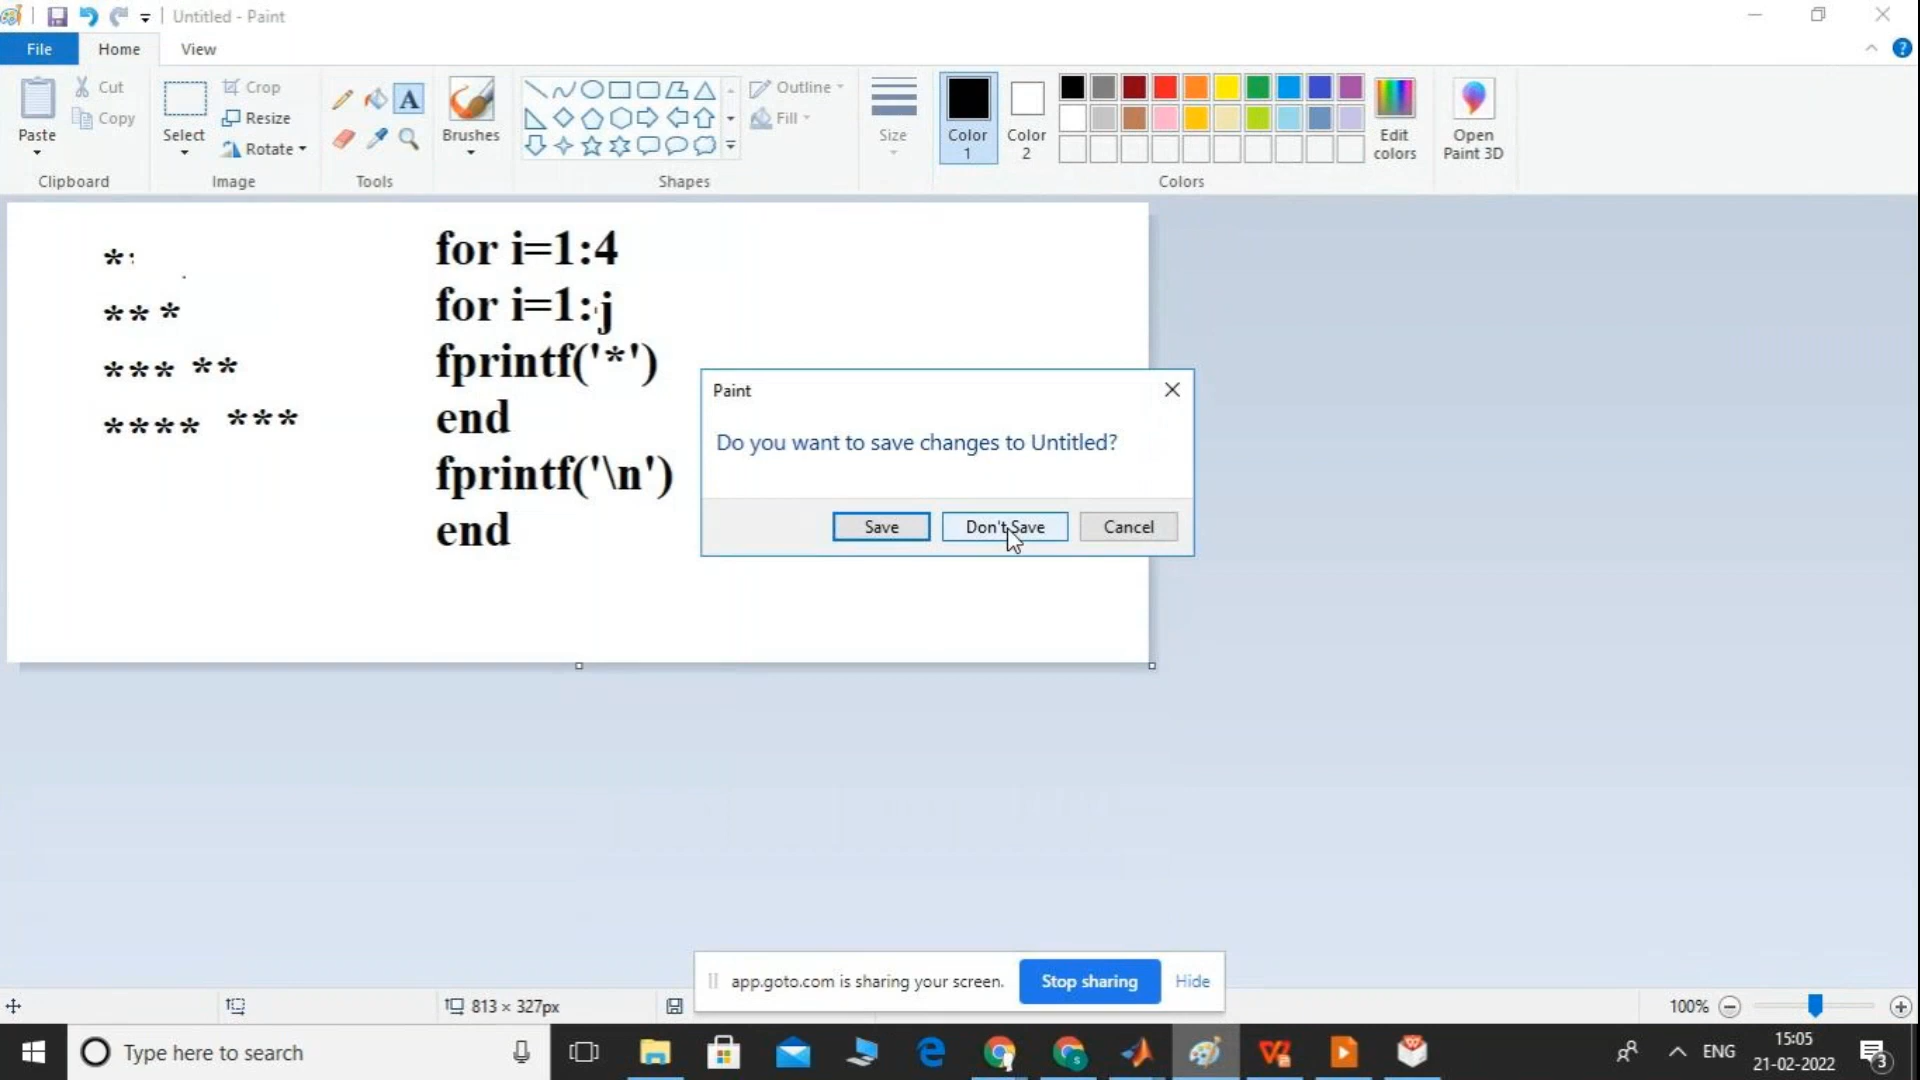 Untitled - Paint
File Home View
Paste
Cut
Copy
Clipboard
Select
Crop
Resize
Rotate
Image
A
Tools
Brushes
Shapes
Outline
Fill
Size
Color 1
Color 2
Colors
Edit colors
Open Paint 3D
?
*:
** *
*** **
**** ***
for i=1:4
for i=1:j
fprintf('*')
end
fprintf('\n')
end
Paint
Do you want to save changes to Untitled?
Save Don't Save Cancel
app.goto.com is sharing your screen. Stop sharing Hide
813 × 327px
100%
Type here to search
ENG
15:05
21-02-2022
3